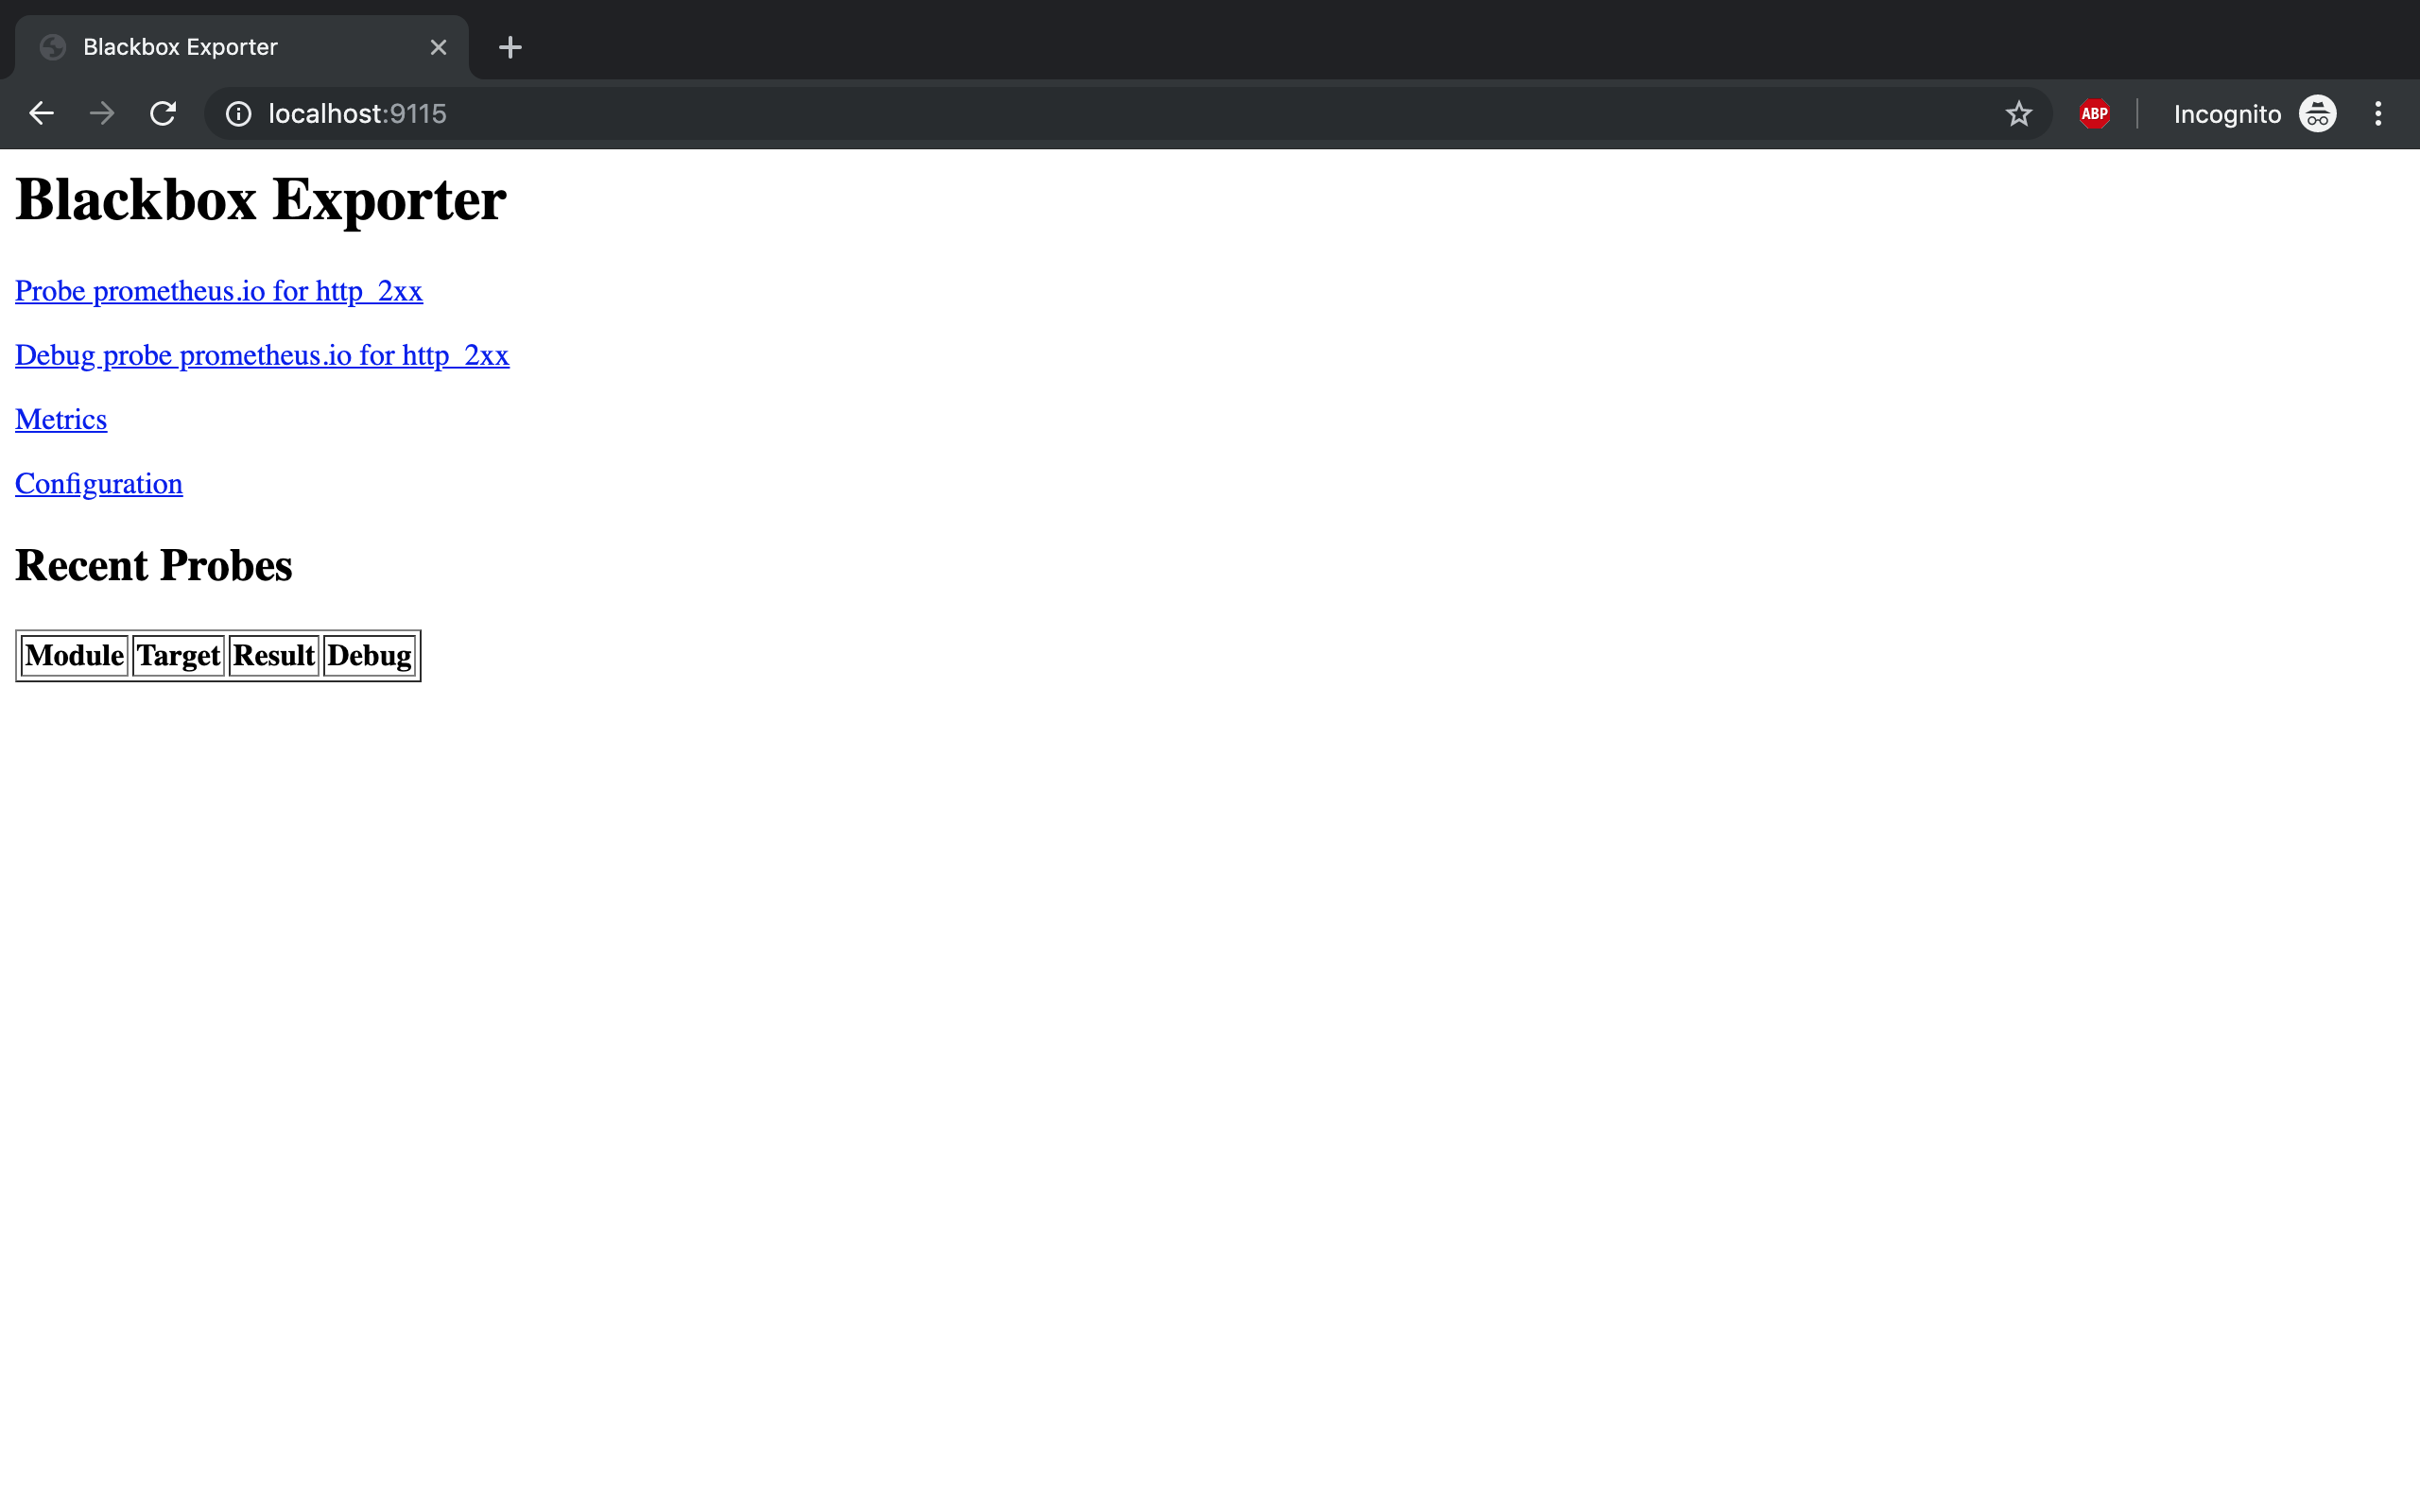 Blackbox Exporter
localhost:9115
ABP
Incognito
Blackbox Exporter
Probe prometheus.io for http_2xx
Debug probe prometheus.io for http_2xx
Metrics
Configuration
Recent Probes
Module Target Result Debug